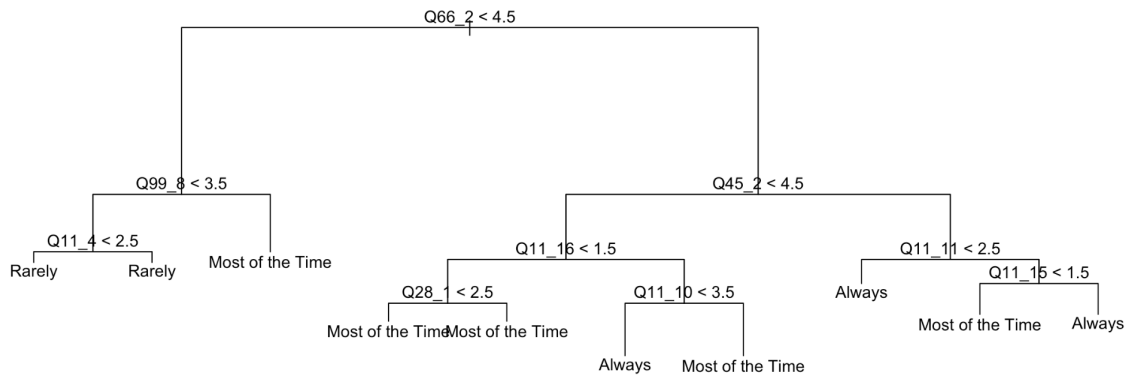 Q66_2 < 4.5
Q99_8 < 3.5
Q45_2 < 4.5
Q11_4 < 2.5
Rarely
Rarely
Most of the Time
Q11_16 < 1.5
Q11_11 < 2.5
Q28_1 < 2.5
Most of the Time
Most of the Time
Q11_10 < 3.5
Always
Most of the Time
Always
Q11_15 < 1.5
Most of the Time
Always